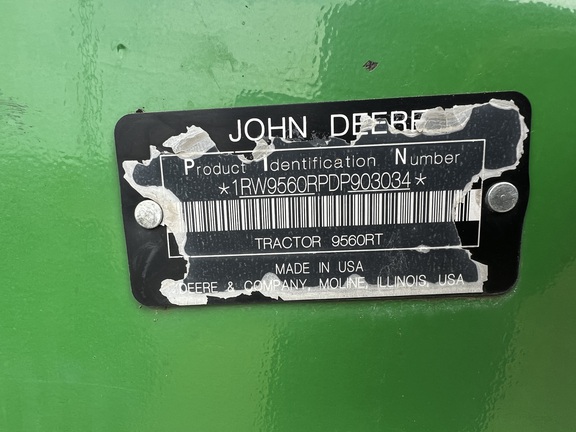 JOHN DEERE
Product Identification Number
*1RW9560RPDP903034*
TRACTOR 9560RT
MADE IN USA
DEERE & COMPANY, MOLINE, ILLINOIS, USA